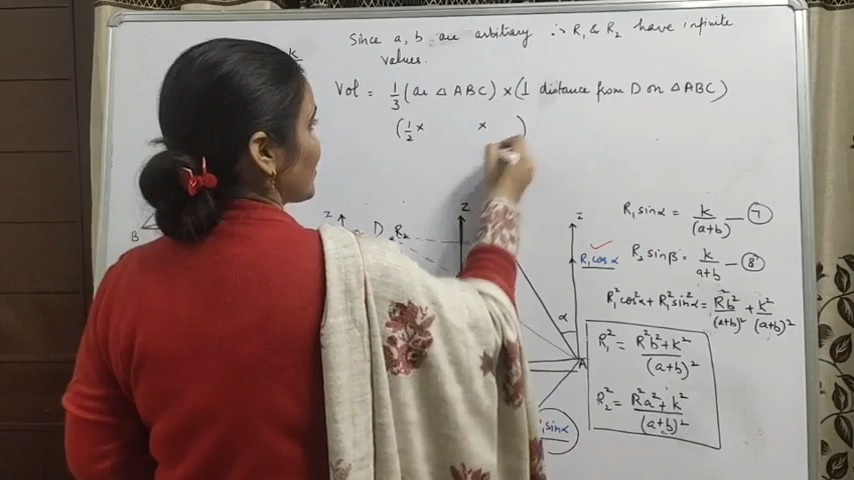 Since a, b are arbitrary ∴ R₁ & R₂ have infinite
values.
k
Vol = 1/3 (ar △ ABC) × (⊥ distance from D on △ ABC)
(1/2 × × )
B
z
D R₂
z
z
R₁cosα
α
A
sinα
R₁ sinα = k/(a+b) — 7
R₂ sinβ = k/(a+b) — 8
R₁²cos²α + R₁²sin²α = R²b²/(a+b)² + k²/(a+b)²
R₁² = (R²b² + k²)/(a+b)²
R₂² = (R²a² + k²)/(a+b)²